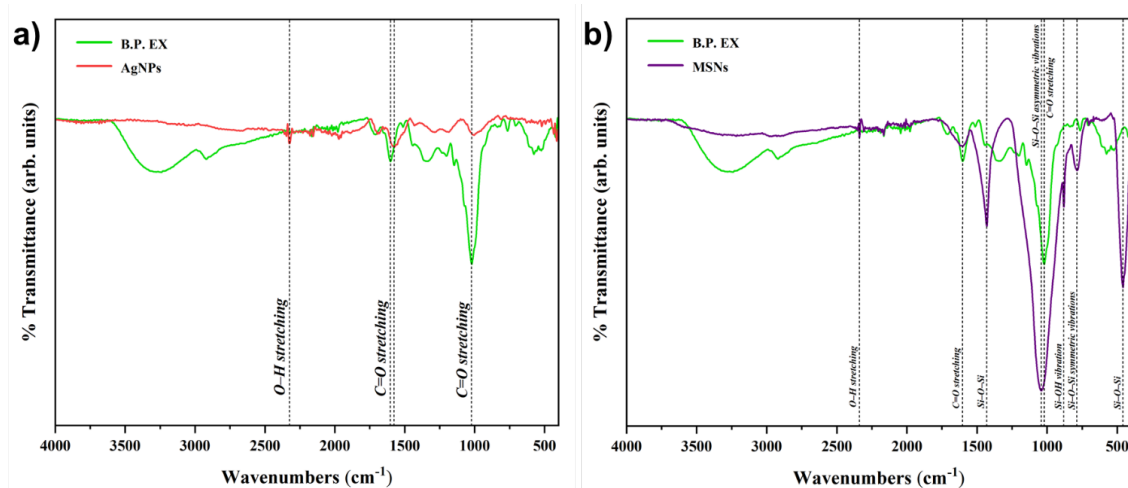 a)
B.P. EX
AgNPs
% Transmittance (arb. units)
O–H stretching
C=O stretching
C=O stretching
4000 3500 3000 2500 2000 1500 1000 500
Wavenumbers (cm⁻¹)
b)
B.P. EX
MSNs
% Transmittance (arb. units)
Si–O–Si asymmetric vibrations
C=O stretching
O–H stretching
C=O stretching
Si–O–Si
Si–OH vibration
Si–O–Si symmetric vibrations
Si–O–Si
4000 3500 3000 2500 2000 1500 1000 500
Wavenumbers (cm⁻¹)